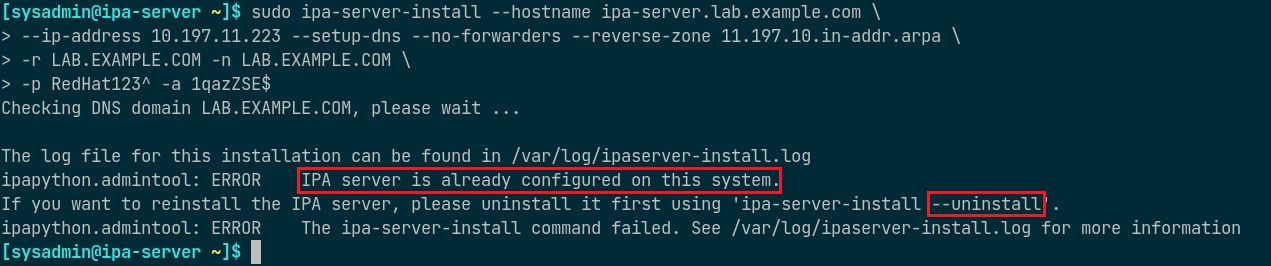 [sysadmin@ipa-server ~]$ sudo ipa-server-install --hostname ipa-server.lab.example.com \
> --ip-address 10.197.11.223 --setup-dns --no-forwarders --reverse-zone 11.197.10.in-addr.arpa \
> -r LAB.EXAMPLE.COM -n LAB.EXAMPLE.COM \
> -p RedHat123^ -a 1qazZSE$
Checking DNS domain LAB.EXAMPLE.COM, please wait ...

The log file for this installation can be found in /var/log/ipaserver-install.log
ipapython.admintool: ERROR    IPA server is already configured on this system.
If you want to reinstall the IPA server, please uninstall it first using 'ipa-server-install --uninstall'.
ipapython.admintool: ERROR    The ipa-server-install command failed. See /var/log/ipaserver-install.log for more information
[sysadmin@ipa-server ~]$